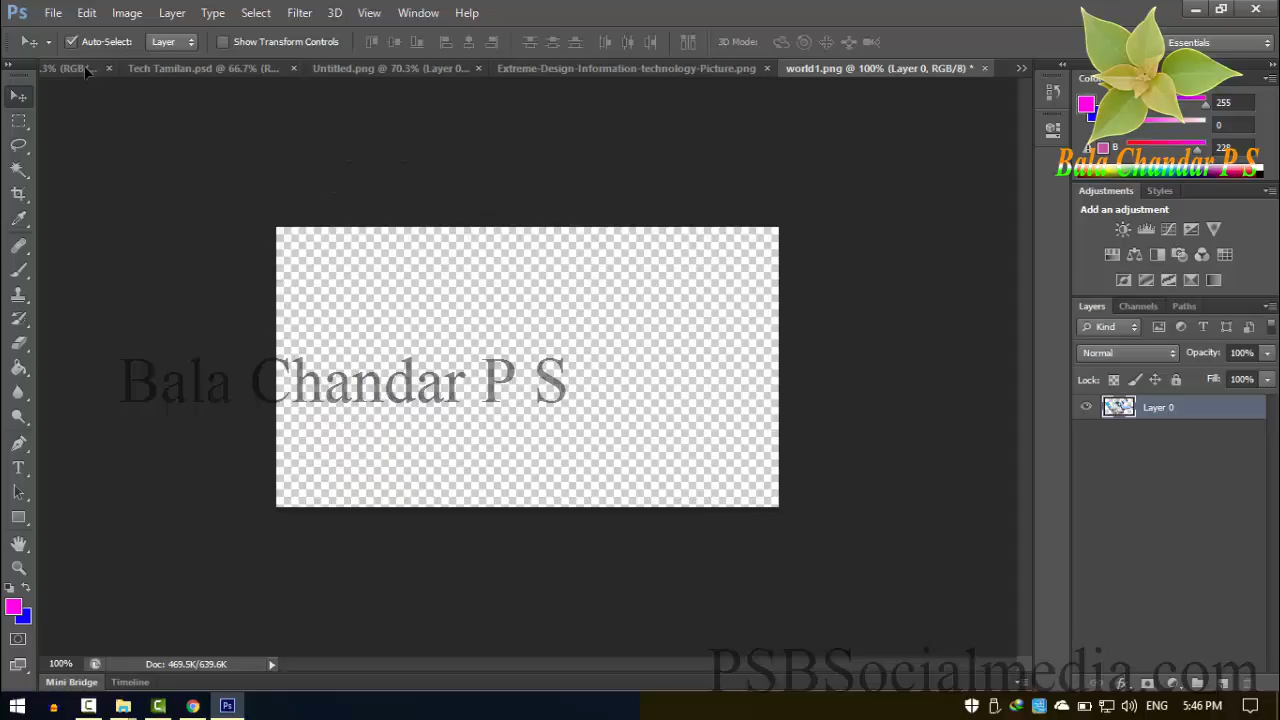 Ps File Edit Image Layer Type Select Filter 3D View Window Help
Auto-Select: Layer Show Transform Controls 3D Mode: Essentials
.3% (RGB/ × Tech Tamilan.psd @ 66.7% (R... × Untitled.png @ 70.3% (Layer 0... × Extreme-Design-Information-technology-Picture.png × world1.png @ 100% (Layer 0, RGB/8) * ×
255
0
B 228
Bala Chandar P S
Adjustments Styles
Add an adjustment
Layers Channels Paths
Kind
Normal Opacity: 100%
Lock: Fill: 100%
Layer 0
Bala Chandar P S
100% Doc: 469.5K/639.6K
PSBSocialmedia.com
Mini Bridge Timeline
Ps ENG 5:46 PM